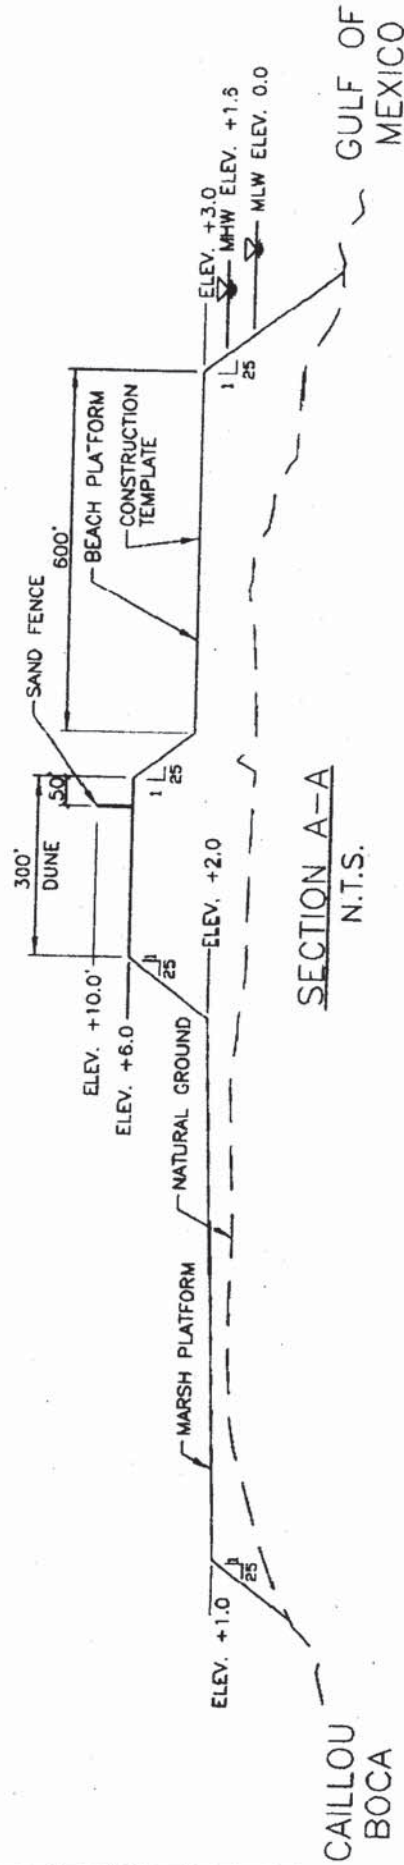 CAILLOU
BOCA
ELEV. +1.0
1
25
MARSH PLATFORM
NATURAL GROUND
ELEV. +2.0
ELEV. +10.0'
ELEV. +6.0
1
25
300'
DUNE
50'
SAND FENCE
1
25
600'
BEACH PLATFORM
CONSTRUCTION
TEMPLATE
ELEV. +3.0
MHW ELEV. +1.6
MLW ELEV. 0.0
1
25
GULF OF
MEXICO
SECTION A-A
N.T.S.